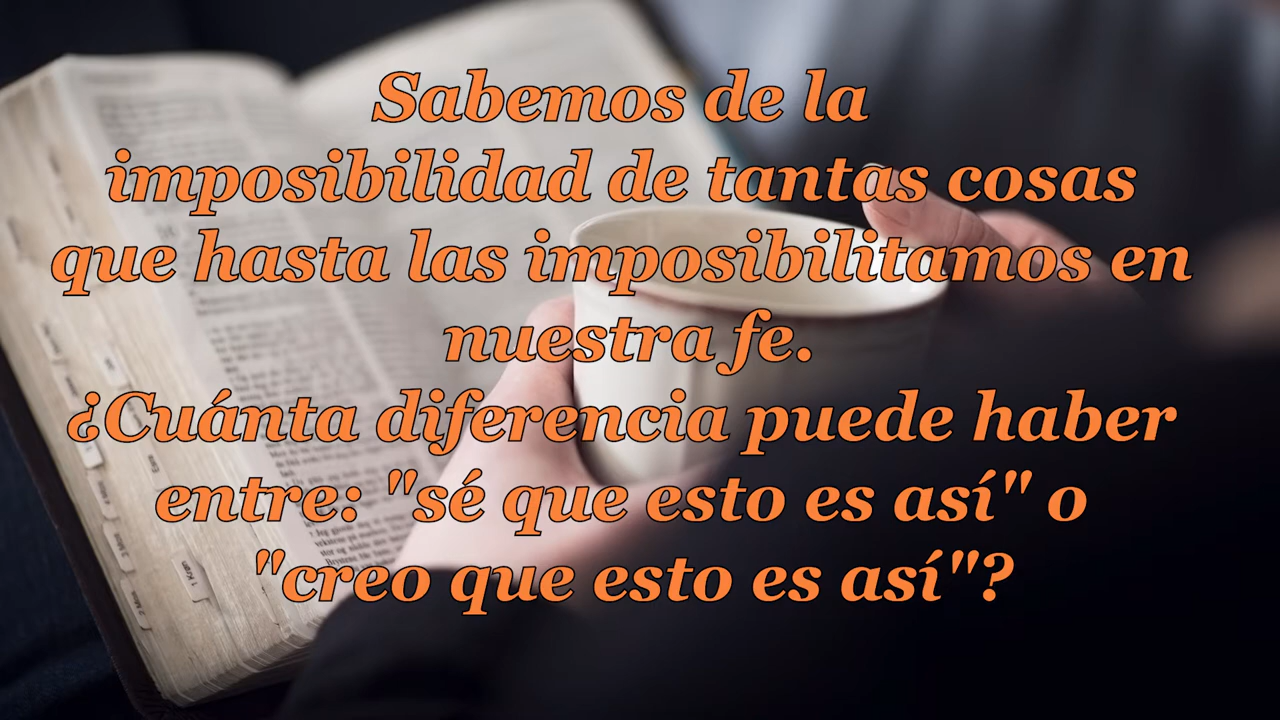 Sabemos de la
imposibilidad de tantas cosas
que hasta las imposibilitamos en
nuestra fe.
¿Cuánta diferencia puede haber
entre: "sé que esto es así" o
"creo que esto es así"?